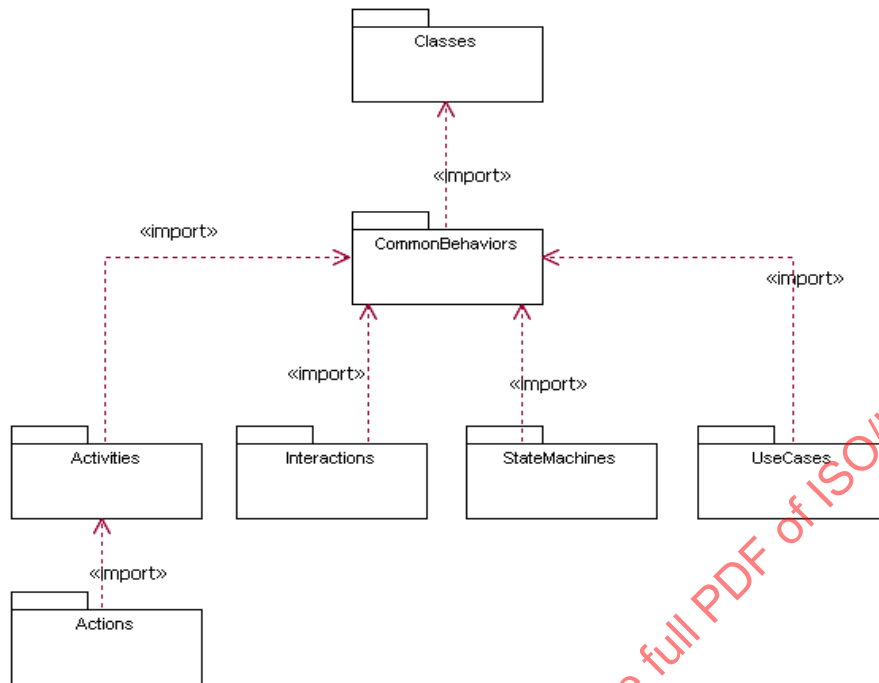 Classes
«import»
CommonBehaviors
«import»
«import»
«import»
«import»
Activities
Interactions
StateMachines
UseCases
«import»
Actions
full PDF of ISO/